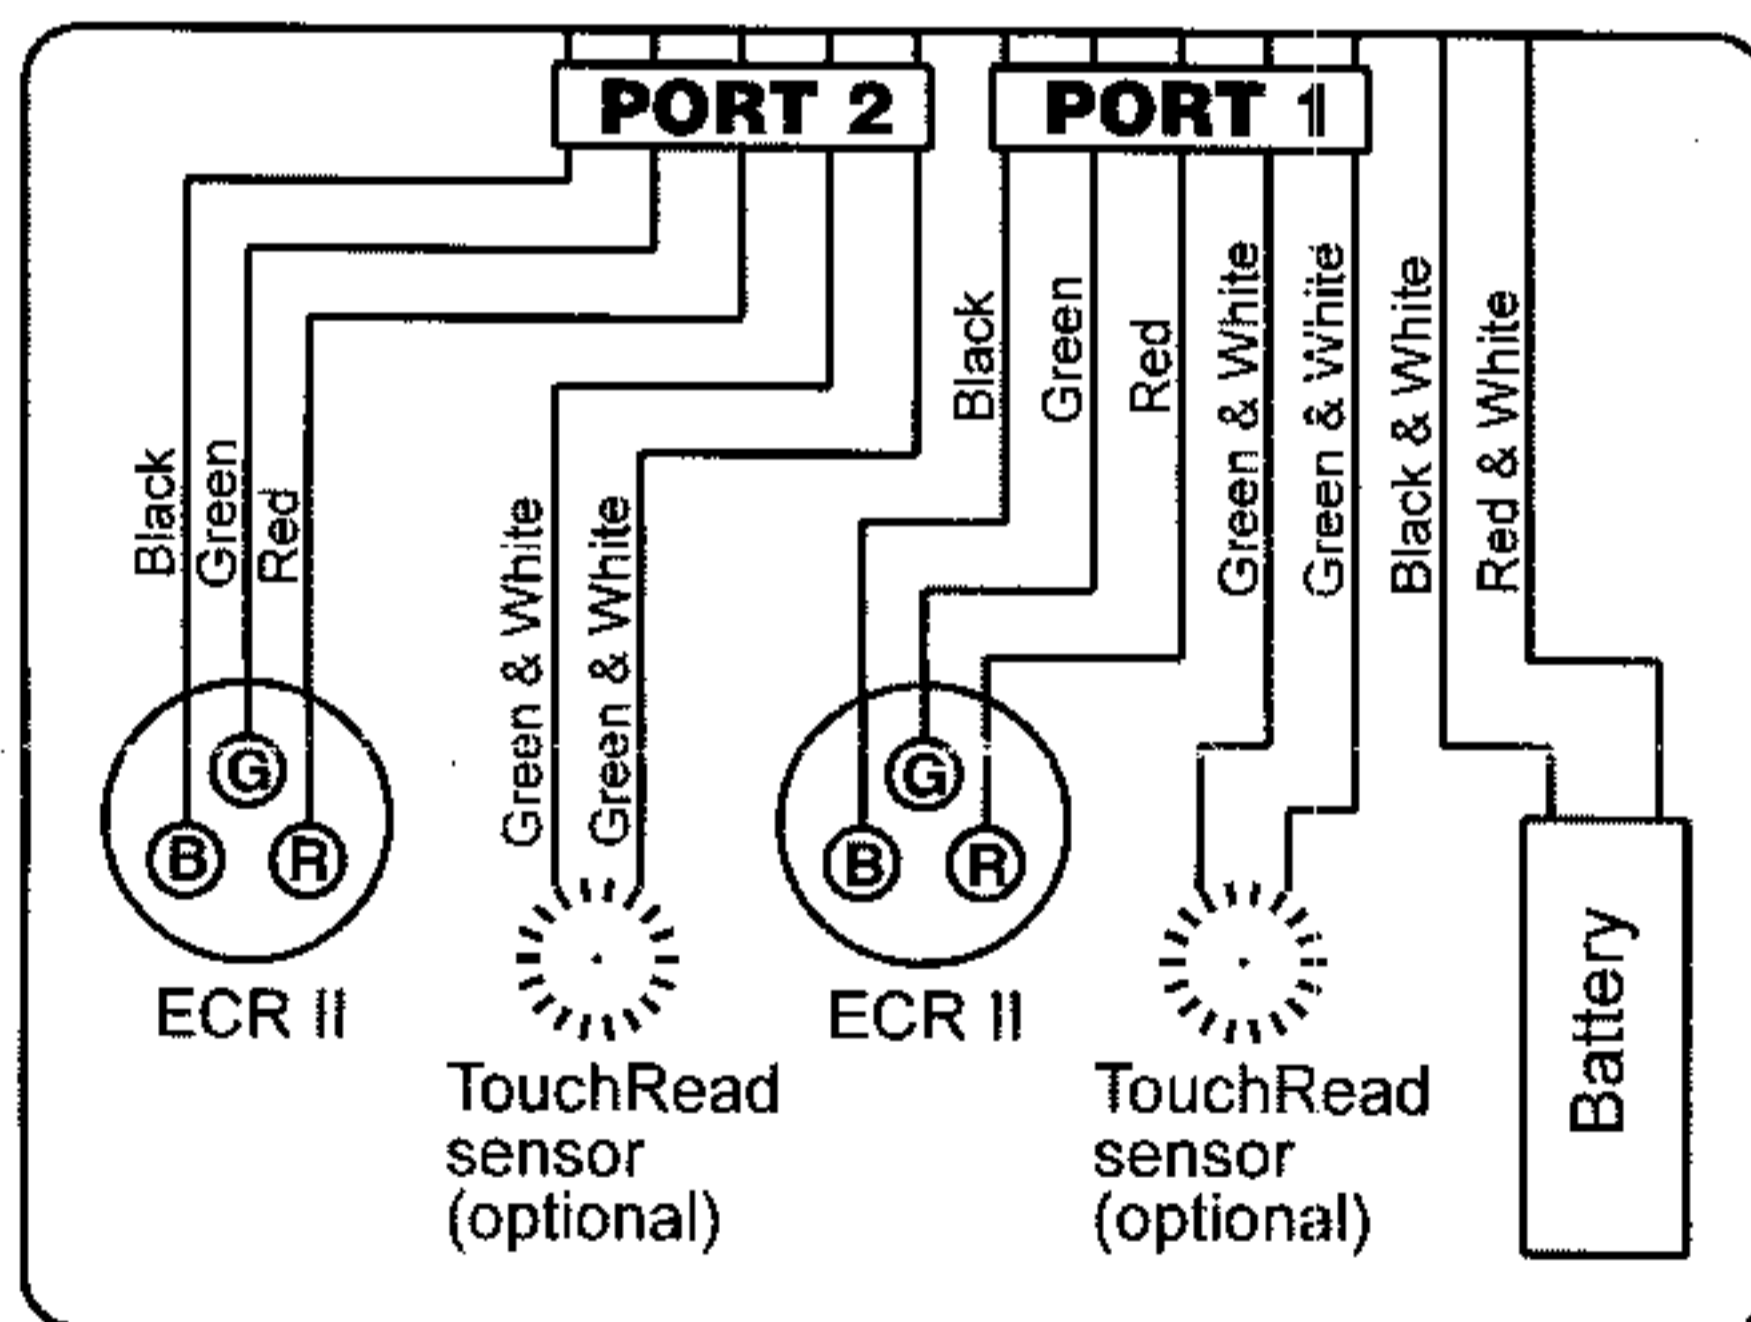 PORT 2
PORT 1
Black
Green
Red
Green & White
Green & White
Black
Green
Red
Green & White
Green & White
Black & White
Red & White
G
B
R
ECR II
G
B
R
ECR II
TouchRead
sensor
(optional)
TouchRead
sensor
(optional)
Battery